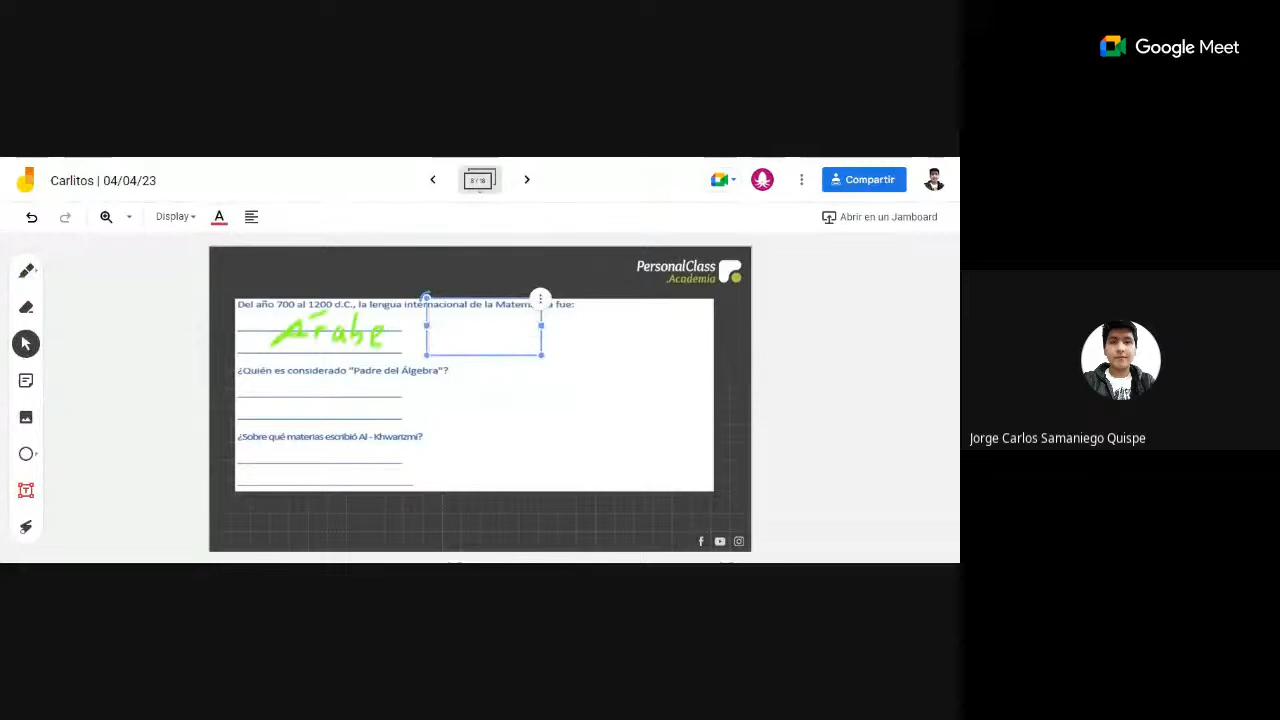 Google Meet
Carlitos | 04/04/23
8 / 18
Compartir
Display
A
Abrir en un Jamboard
PersonalClass
.Academia
Del año 700 al 1200 d.C., la lengua internacional de la Matem fue:
Árabe
¿Quién es considerado "Padre del Álgebra"?
¿Sobre qué materias escribió Al - Khwarizmi?
Jorge Carlos Samaniego Quispe